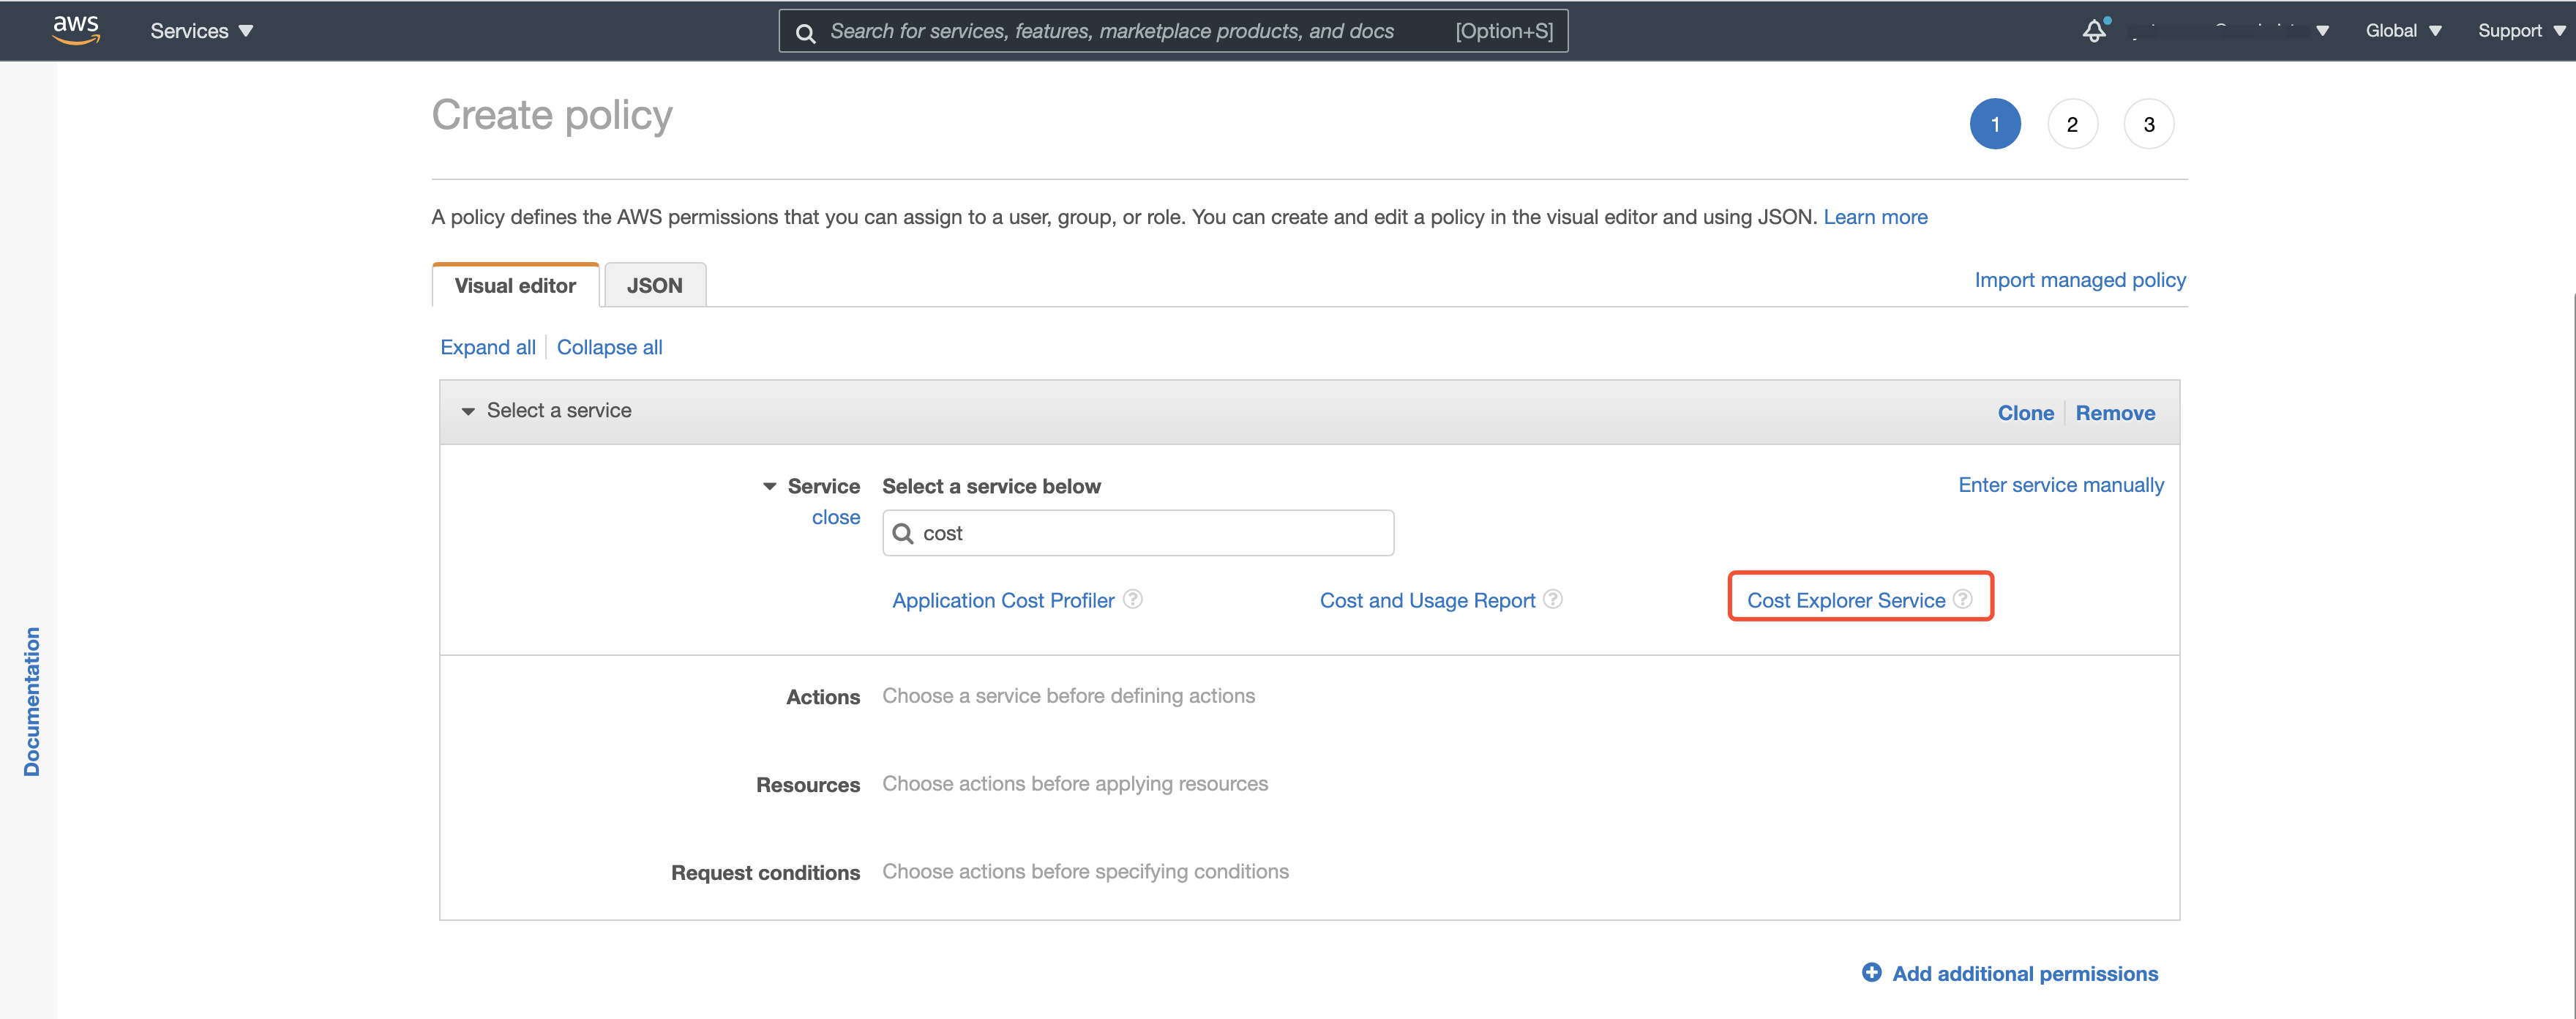 aws
Services
Search for services, features, marketplace products, and docs [Option+S]
Global
Support
Create policy
1 2 3
A policy defines the AWS permissions that you can assign to a user, group, or role. You can create and edit a policy in the visual editor and using JSON. Learn more
Visual editor JSON
Import managed policy
Expand all Collapse all
Select a service
Clone Remove
Service Select a service below
Enter service manually
close
cost
Application Cost Profiler ? Cost and Usage Report ? Cost Explorer Service ?
Documentation
Actions Choose a service before defining actions
Resources Choose actions before applying resources
Request conditions Choose actions before specifying conditions
Add additional permissions